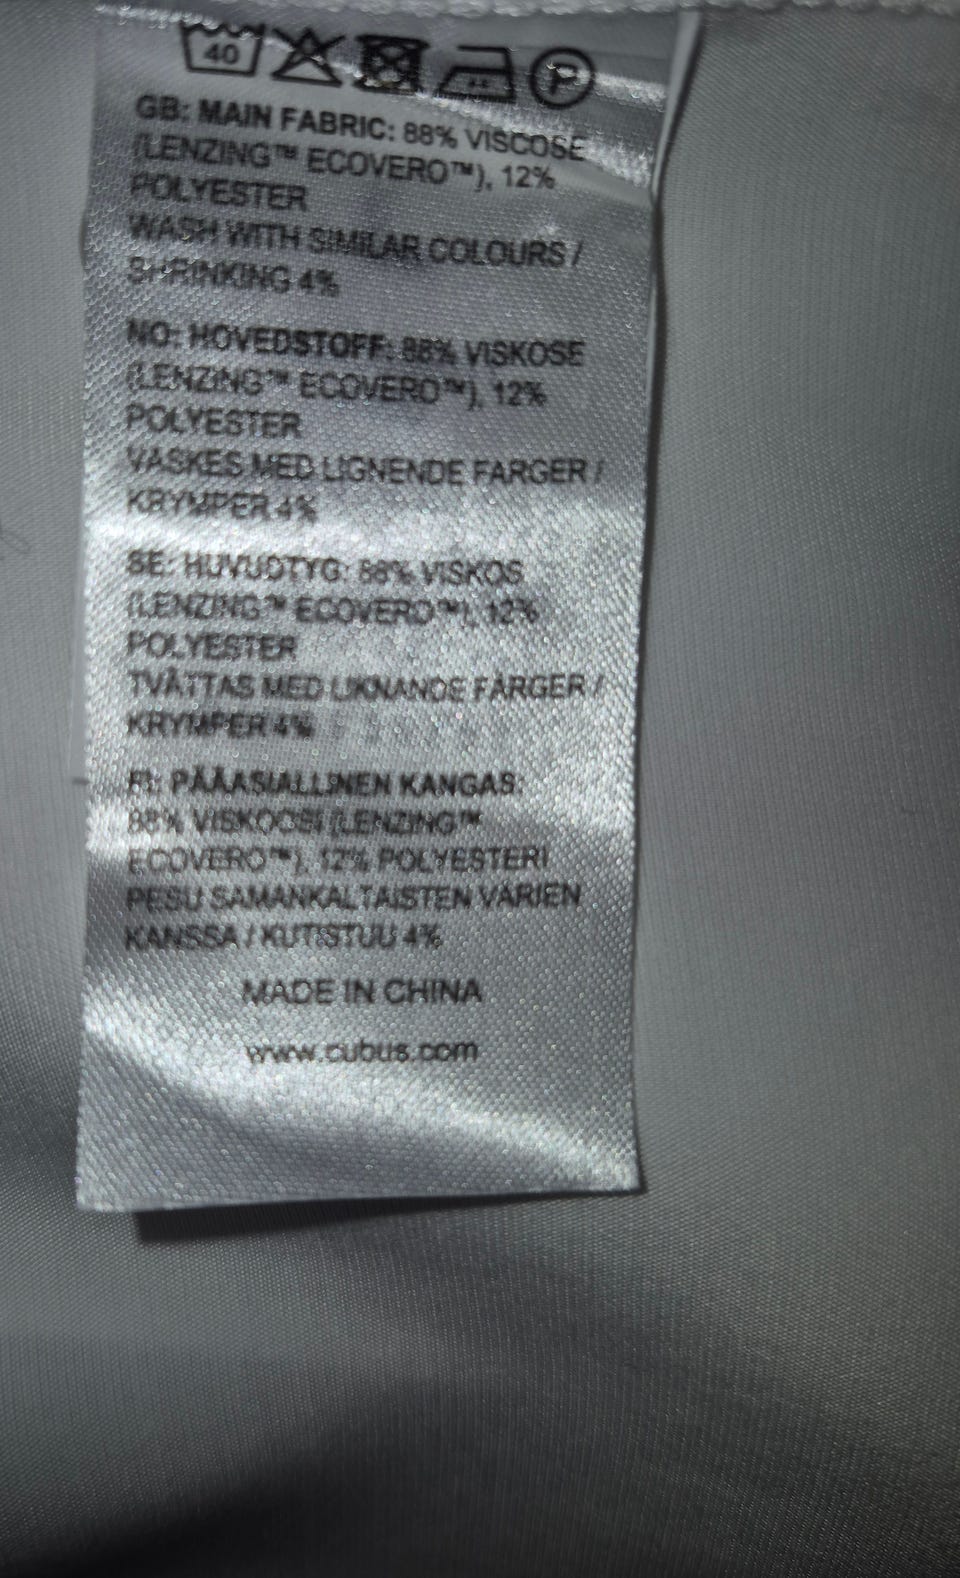 40
P
GB: MAIN FABRIC: 88% VISCOSE
(LENZING™ ECOVERO™), 12%
POLYESTER
WASH WITH SIMILAR COLOURS /
SHRINKING 4%
NO: HOVEDSTOFF: 88% VISKOSE
(LENZING™ ECOVERO™), 12%
POLYESTER
VASKES MED LIGNENDE FARGER /
KRYMPER 4%
SE: HUVUDTYG: 88% VISKOS
(LENZING™ ECOVERO™), 12%
POLYESTER
TVÄTTAS MED LIKNANDE FÄRGER /
KRYMPER 4%
FI: PÄÄASIALLINEN KANGAS:
88% VISKOOSI (LENZING™
ECOVERO™), 12% POLYESTERI
PESU SAMANKALTAISTEN VÄRIEN
KANSSA / KUTISTUU 4%
MADE IN CHINA
www.cubus.com